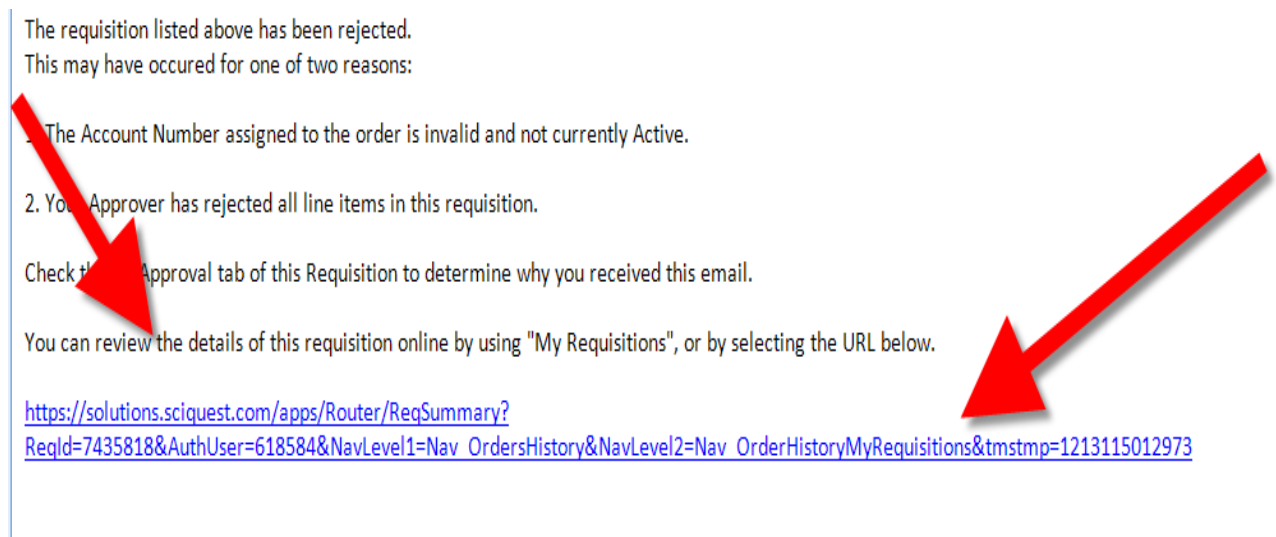 The requisition listed above has been rejected.
This may have occured for one of two reasons:
The Account Number assigned to the order is invalid and not currently Active.
2. You Approver has rejected all line items in this requisition.
Check Approval tab of this Requisition to determine why you received this email.
You can review the details of this requisition online by using "My Requisitions", or by selecting the URL below.
https://solutions.sciquest.com/apps/Router/ReqSummary?
ReqId=7435818&AuthUser=618584&NavLevel1=Nav_OrdersHistory&NavLevel2=Nav_OrderHistoryMyRequisitions&tmstmp=1213115012973